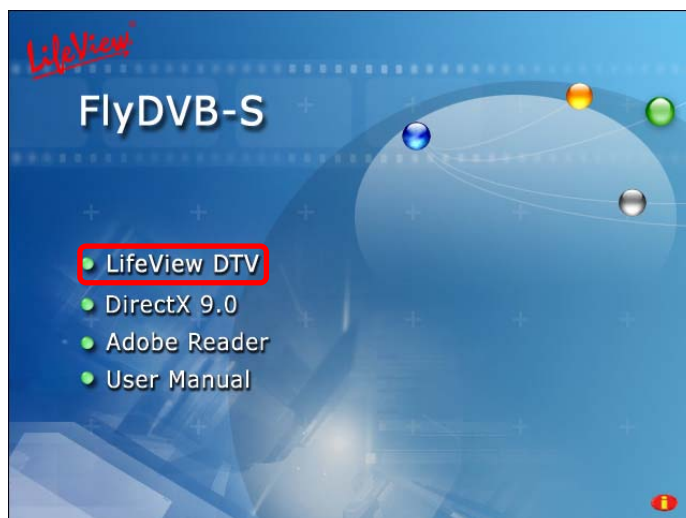 LifeView
FlyDVB-S
LifeView DTV
DirectX 9.0
Adobe Reader
User Manual
i